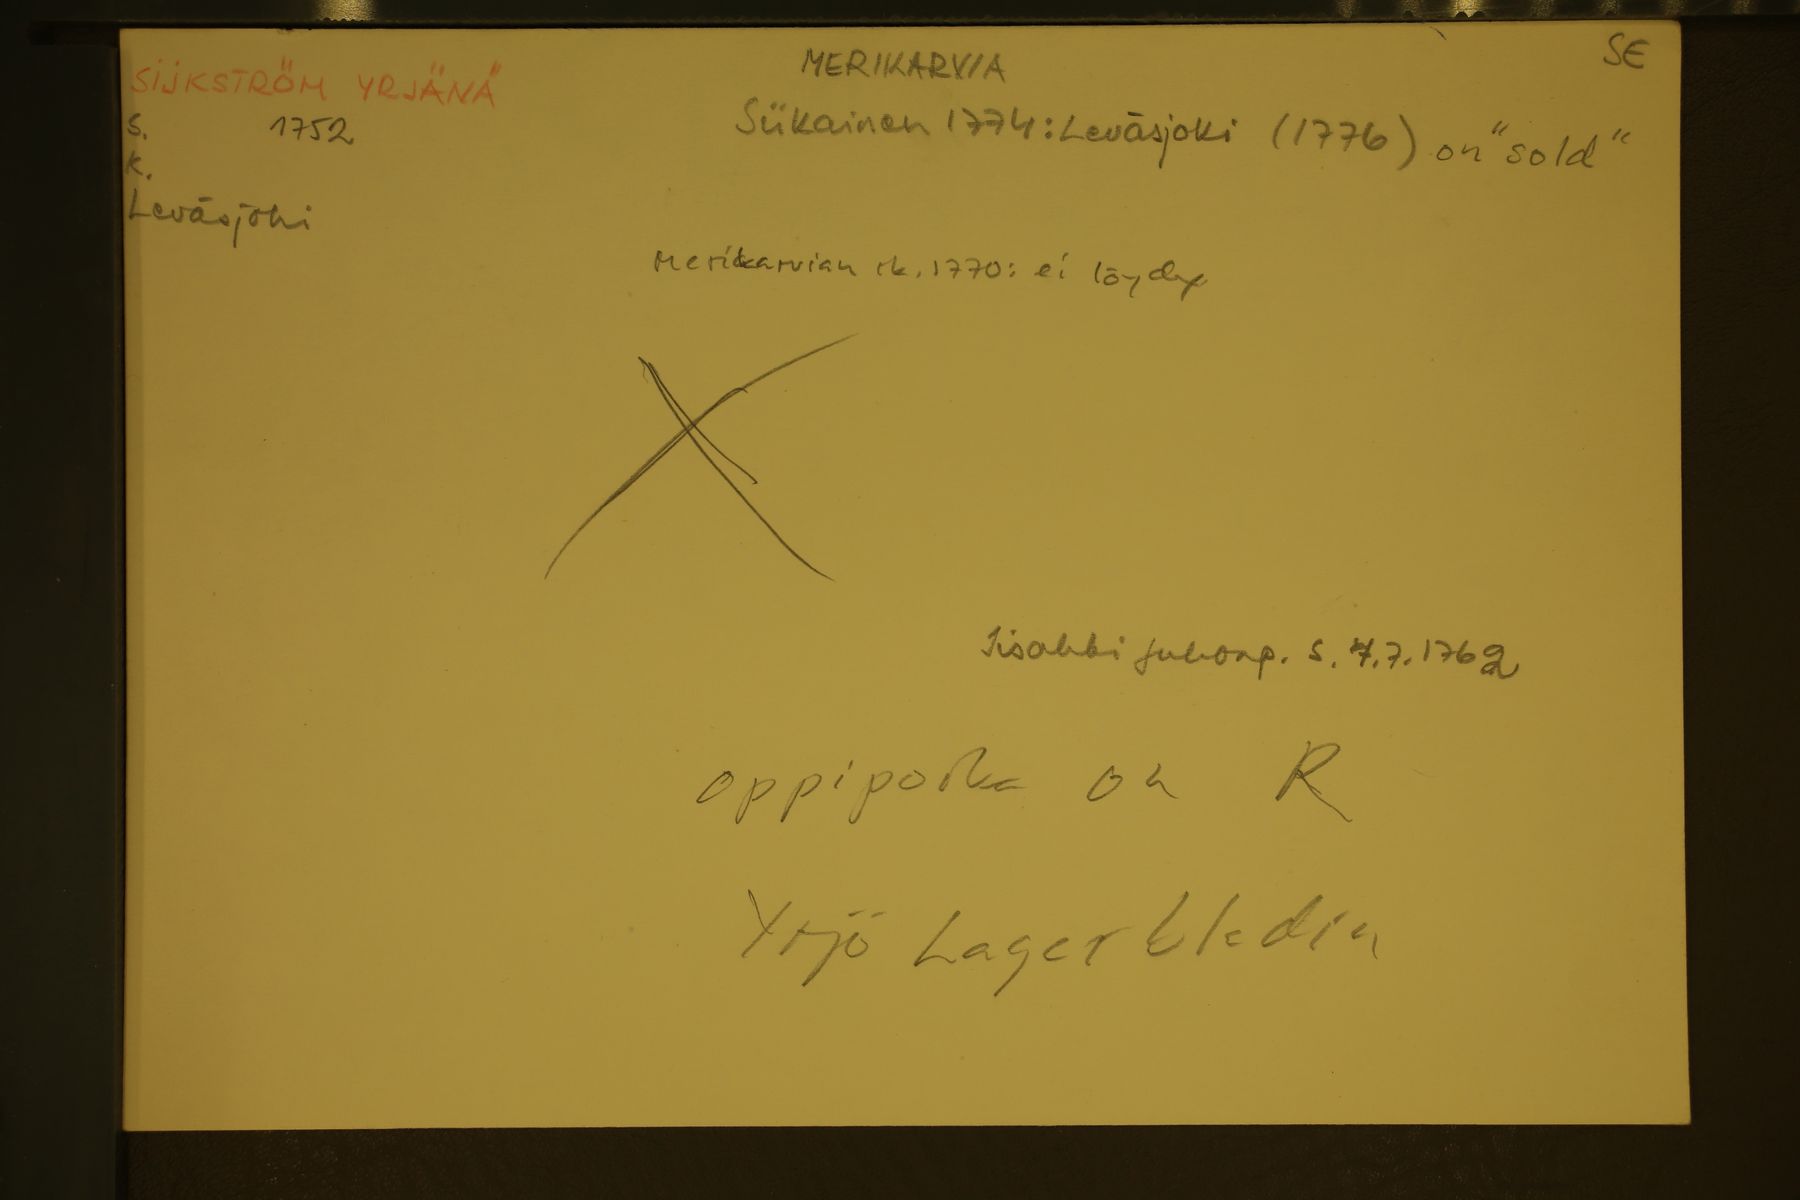 SIJKSTRÖM YRJÄNÄ
MERIKARVIA
SE
s. 1752
k.
Leväsjoki
Siikainen 1774: Leväsjoki (1776) on "sold"
Merikarvian rk. 1770: ei löydy
Iisakki Juhonp. s. 7.7.1762
oppipoika on R
Yrjö Lagerbladin